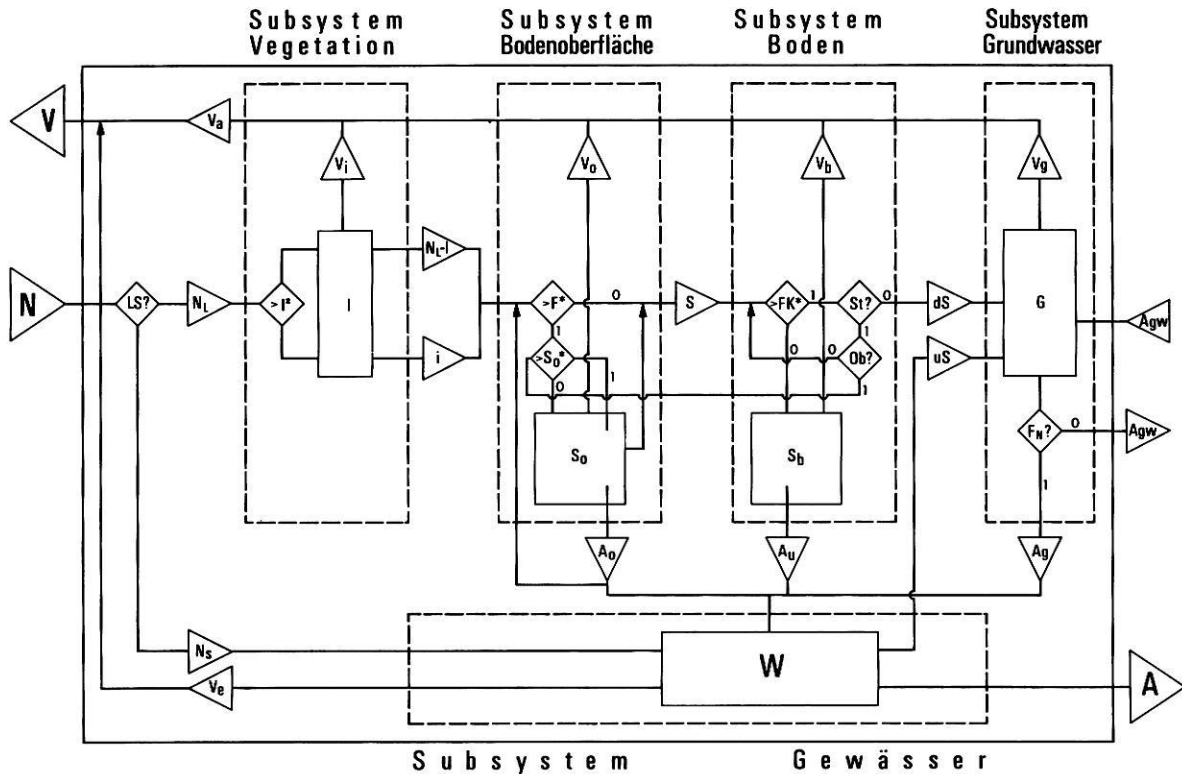 Subsystem
Vegetation
Subsystem
Bodenoberfläche
Subsystem
Boden
Subsystem
Grundwasser
V
Va
Vi
Vo
Vb
Vg
N
LS?
NL
>I*
I
NL-I
i
>F*
0
1
>So*
0
1
So
S
>FK*
1
0
St?
0
1
Ob?
0
1
Sb
dS
uS
G
Agw
FN?
0
Agw
1
Ao
Au
Ag
Ns
Ve
W
A
Subsystem Gewässer